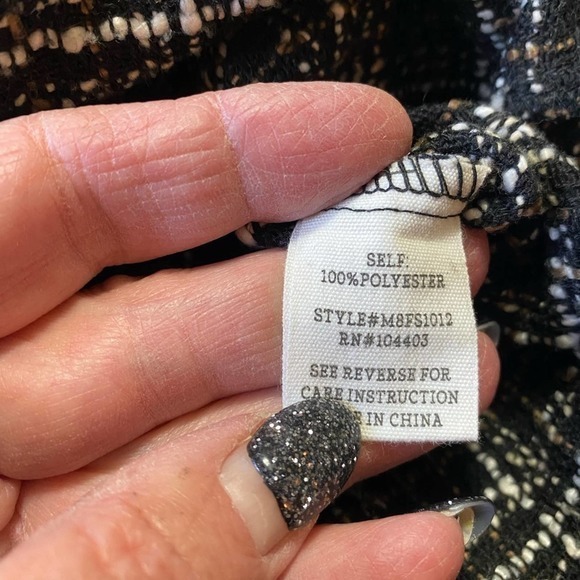 SELF:
100%POLYESTER
STYLE#M8FS1012
RN#104403
SEE REVERSE FOR
CARE INSTRUCTION
IN CHINA